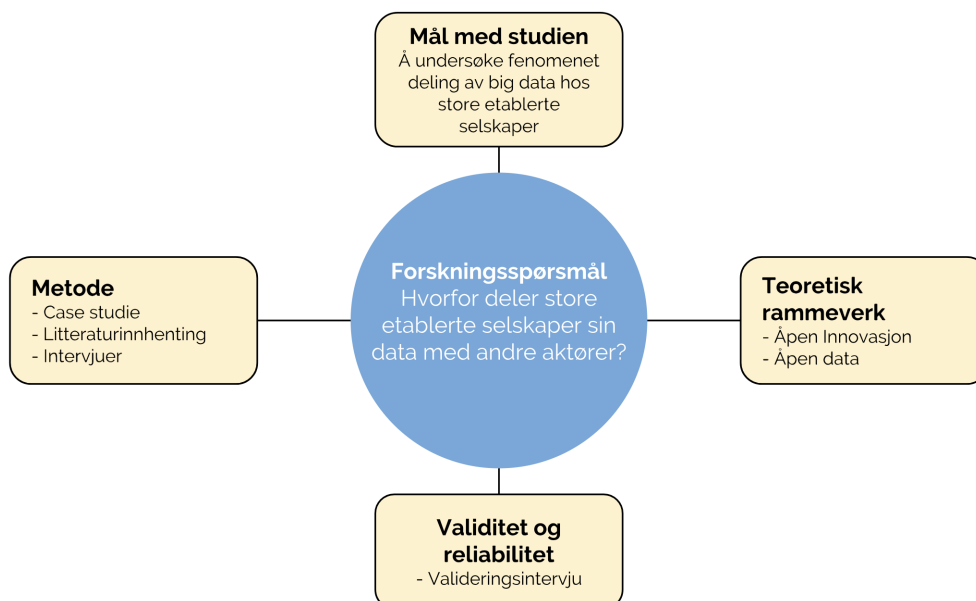 Mål med studien
Å undersøke fenomenet
deling av big data hos
store etablerte
selskaper
Forskningsspørsmål
Hvorfor deler store
etablerte selskaper sin
data med andre aktører?
Metode
- Case studie
- Litteraturinnhenting
- Intervjuer
Teoretisk
rammeverk
- Åpen Innovasjon
- Åpen data
Validitet og
reliabilitet
- Valideringsintervju